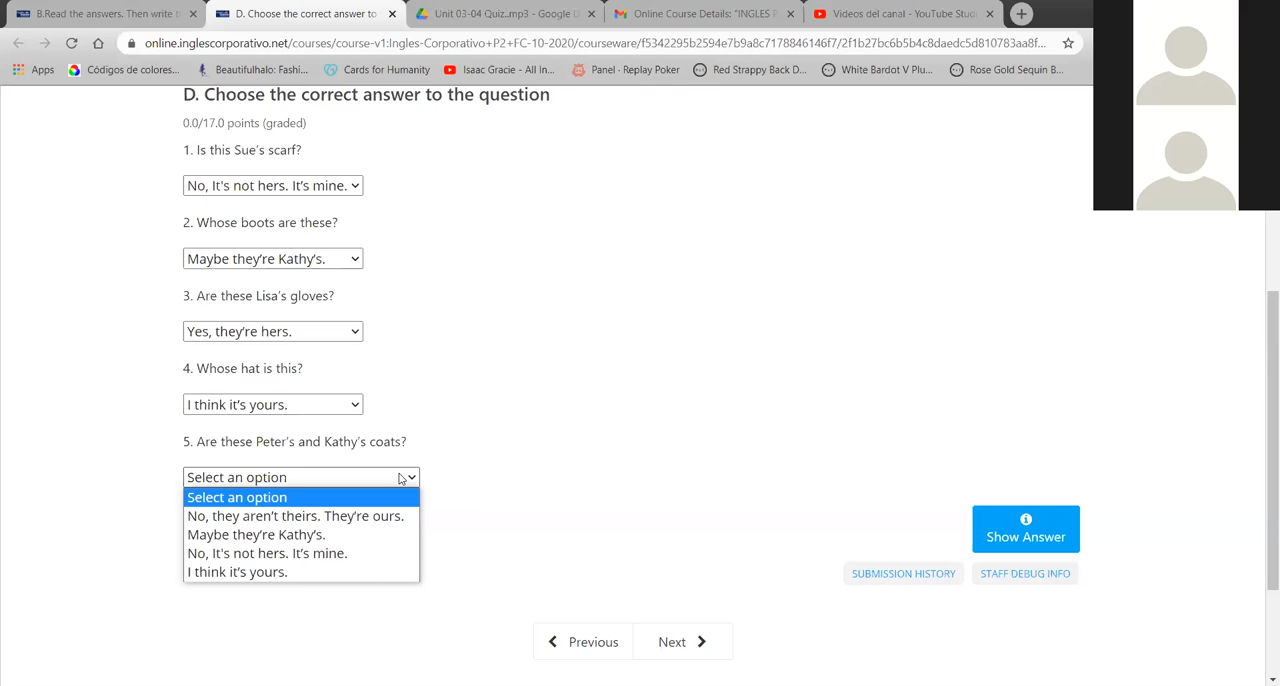 B.Read the answers. Then write t
D. Choose the correct answer to
Unit 03-04 Quiz..mp3 - Google D
Online Course Details: "INGLES P
Videos del canal - YouTube Stud
online.inglescorporativo.net/courses/course-v1:Ingles-Corporativo+P2+FC-10-2020/courseware/f5342295b2594e7b9a8c7178846146f7/2f1b27bc6b5b4c8daedc5d810783aa8f...
Apps
Códigos de colores...
Beautifulhalo: Fashi...
Cards for Humanity
Isaac Gracie - All In...
Panel · Replay Poker
Red Strappy Back D...
White Bardot V Plu...
Rose Gold Sequin B...
D. Choose the correct answer to the question
0.0/17.0 points (graded)
1. Is this Sue's scarf?
No, It's not hers. It's mine.
2. Whose boots are these?
Maybe they're Kathy's.
3. Are these Lisa's gloves?
Yes, they're hers.
4. Whose hat is this?
I think it's yours.
5. Are these Peter's and Kathy's coats?
Select an option
Select an option
No, they aren't theirs. They're ours.
Maybe they're Kathy's.
No, It's not hers. It's mine.
I think it's yours.
Show Answer
SUBMISSION HISTORY
STAFF DEBUG INFO
Previous
Next